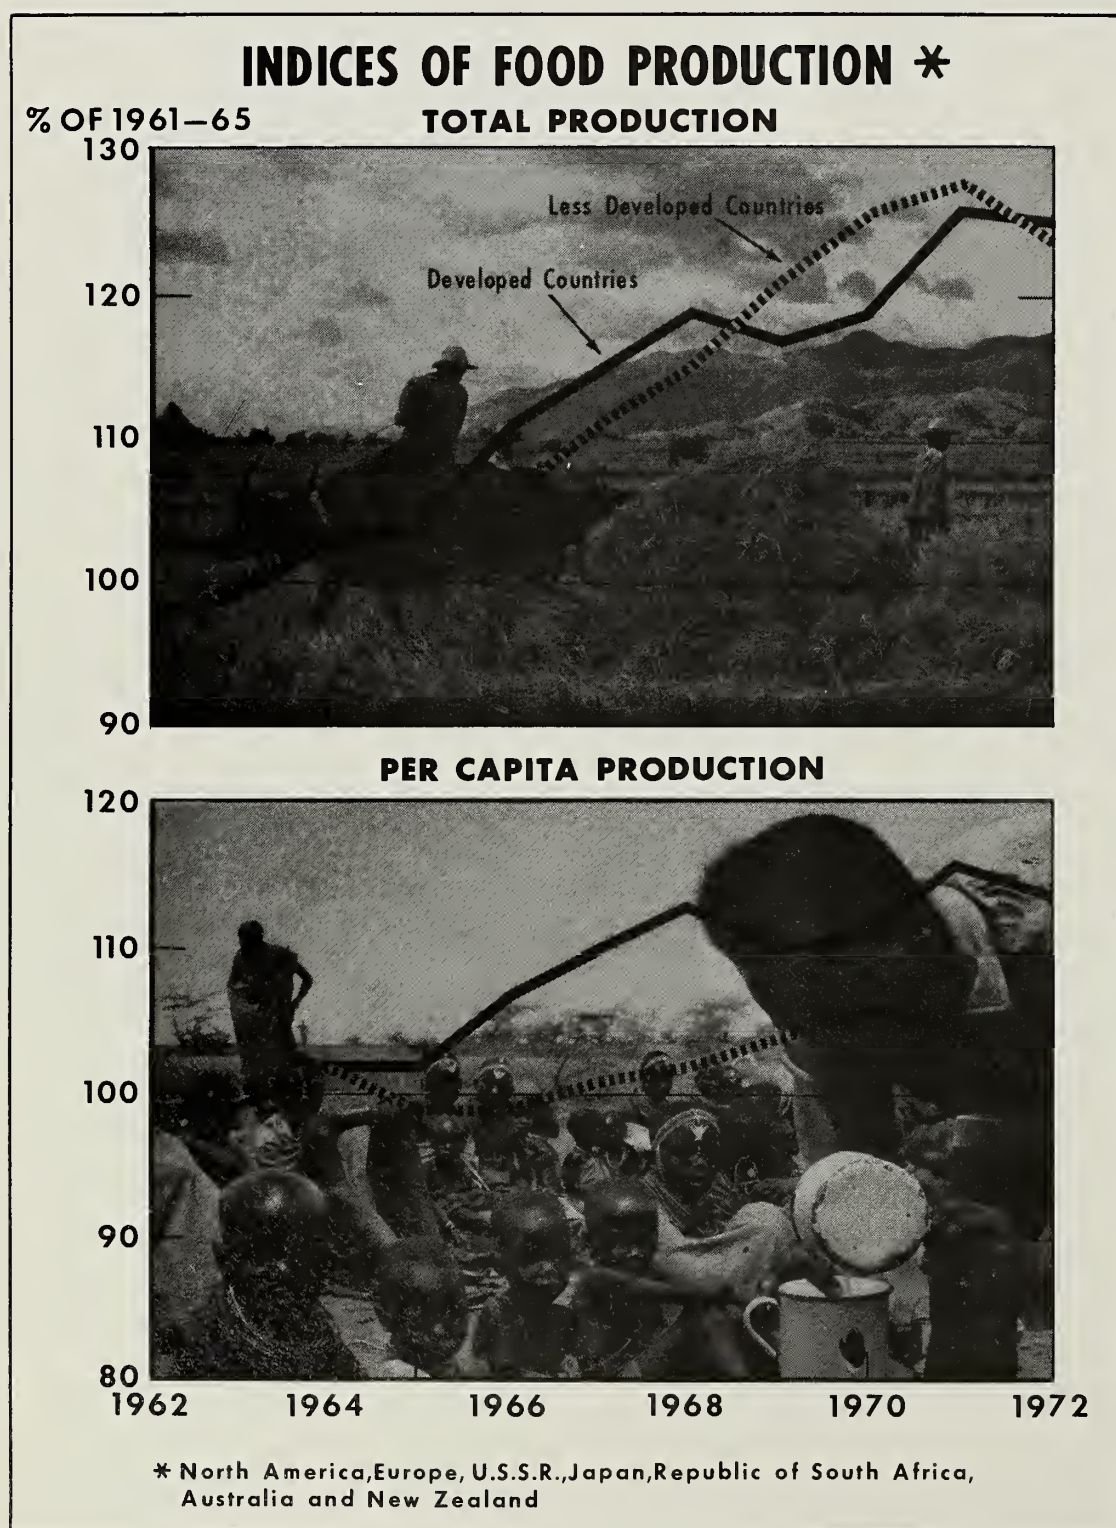 INDICES OF FOOD PRODUCTION *
% OF 1961—65
TOTAL PRODUCTION
130
Less Developed Countries
Developed Countries
120
110
100
90
PER CAPITA PRODUCTION
120
110
100
90
80
1962 1964 1966 1968 1970 1972
* North America,Europe, U.S.S.R.,Japan,Republic of South Africa,
Australia and New Zealand